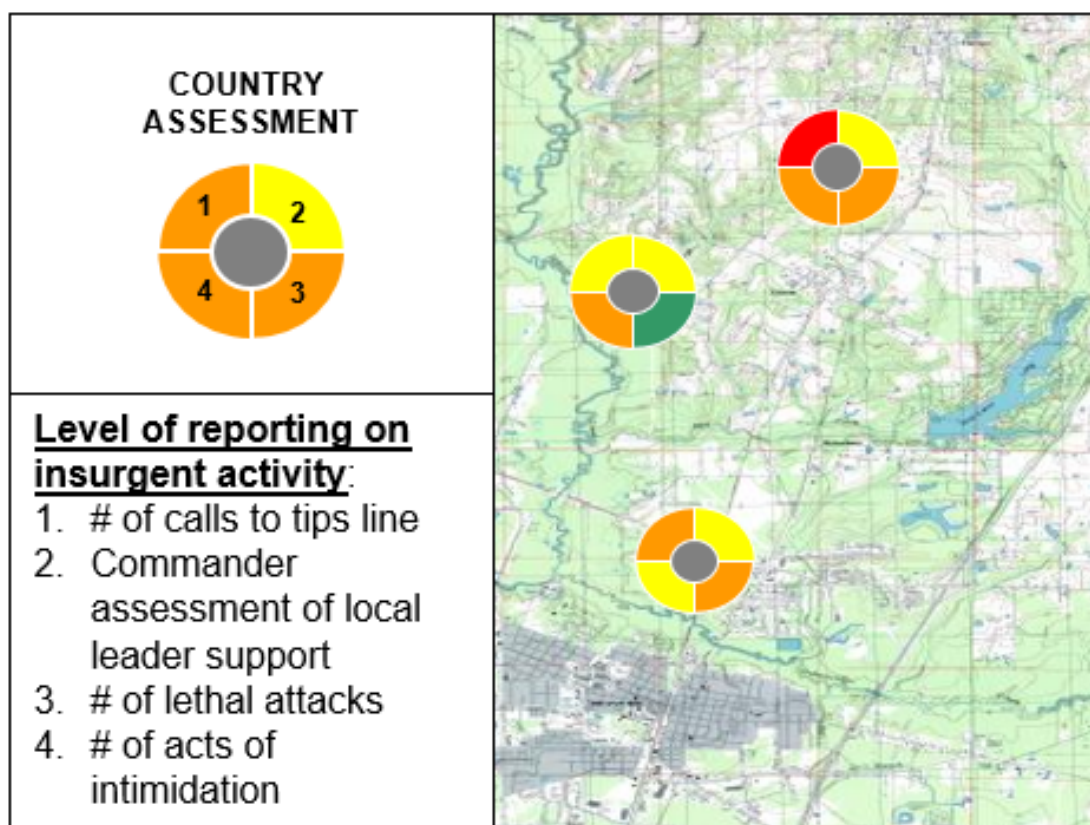 COUNTRY
ASSESSMENT
1
2
4
3
Level of reporting on
insurgent activity:
1. # of calls to tips line
2. Commander
assessment of local
leader support
3. # of lethal attacks
4. # of acts of
intimidation